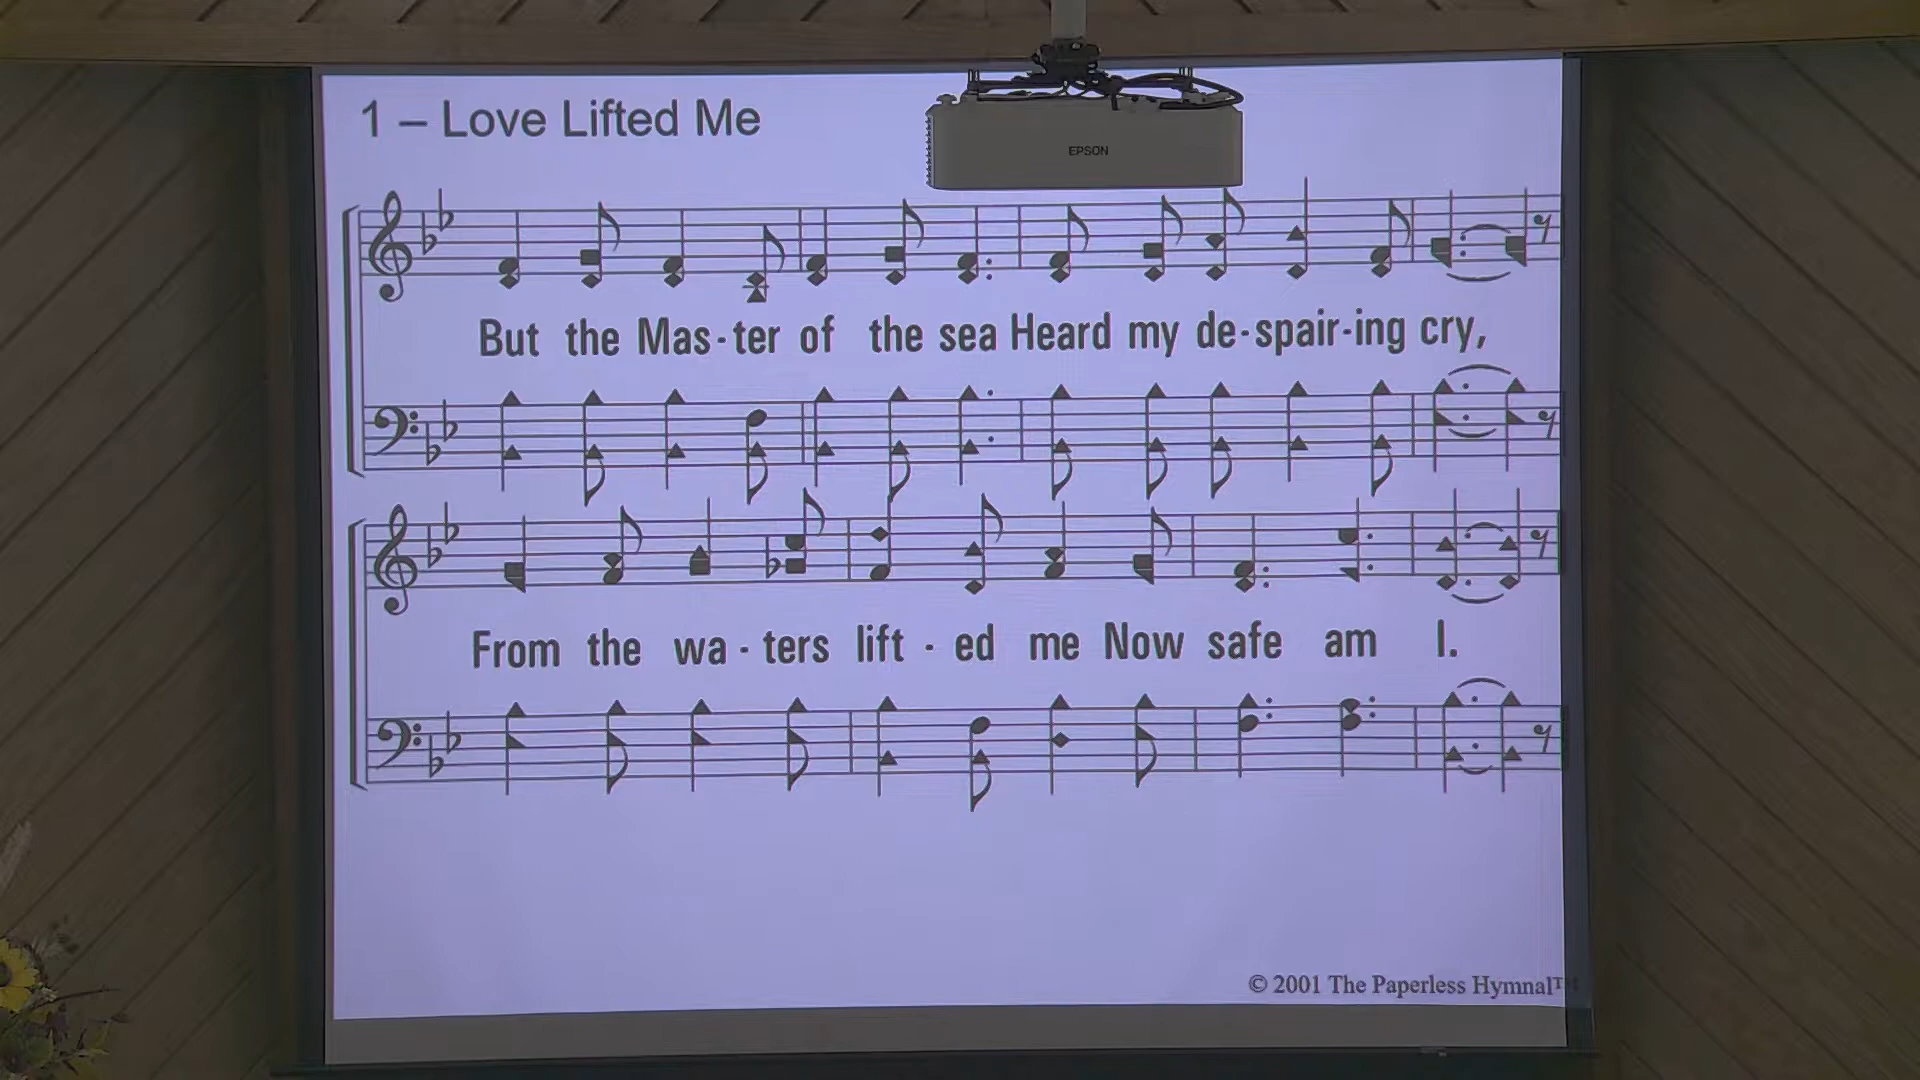 1 – Love Lifted Me
EPSON
But the Mas-ter of the sea Heard my de-spair-ing cry,
From the wa-ters lift-ed me Now safe am I.
© 2001 The Paperless Hymnal™